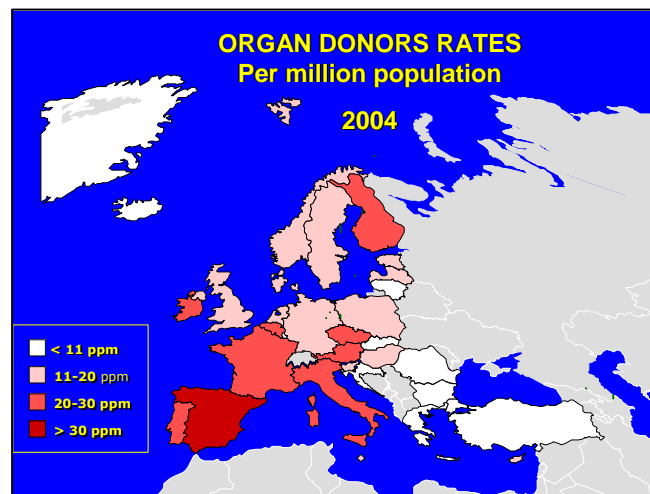 ORGAN DONORS RATES
Per million population
2004
< 11 ppm
11-20 ppm
20-30 ppm
> 30 ppm